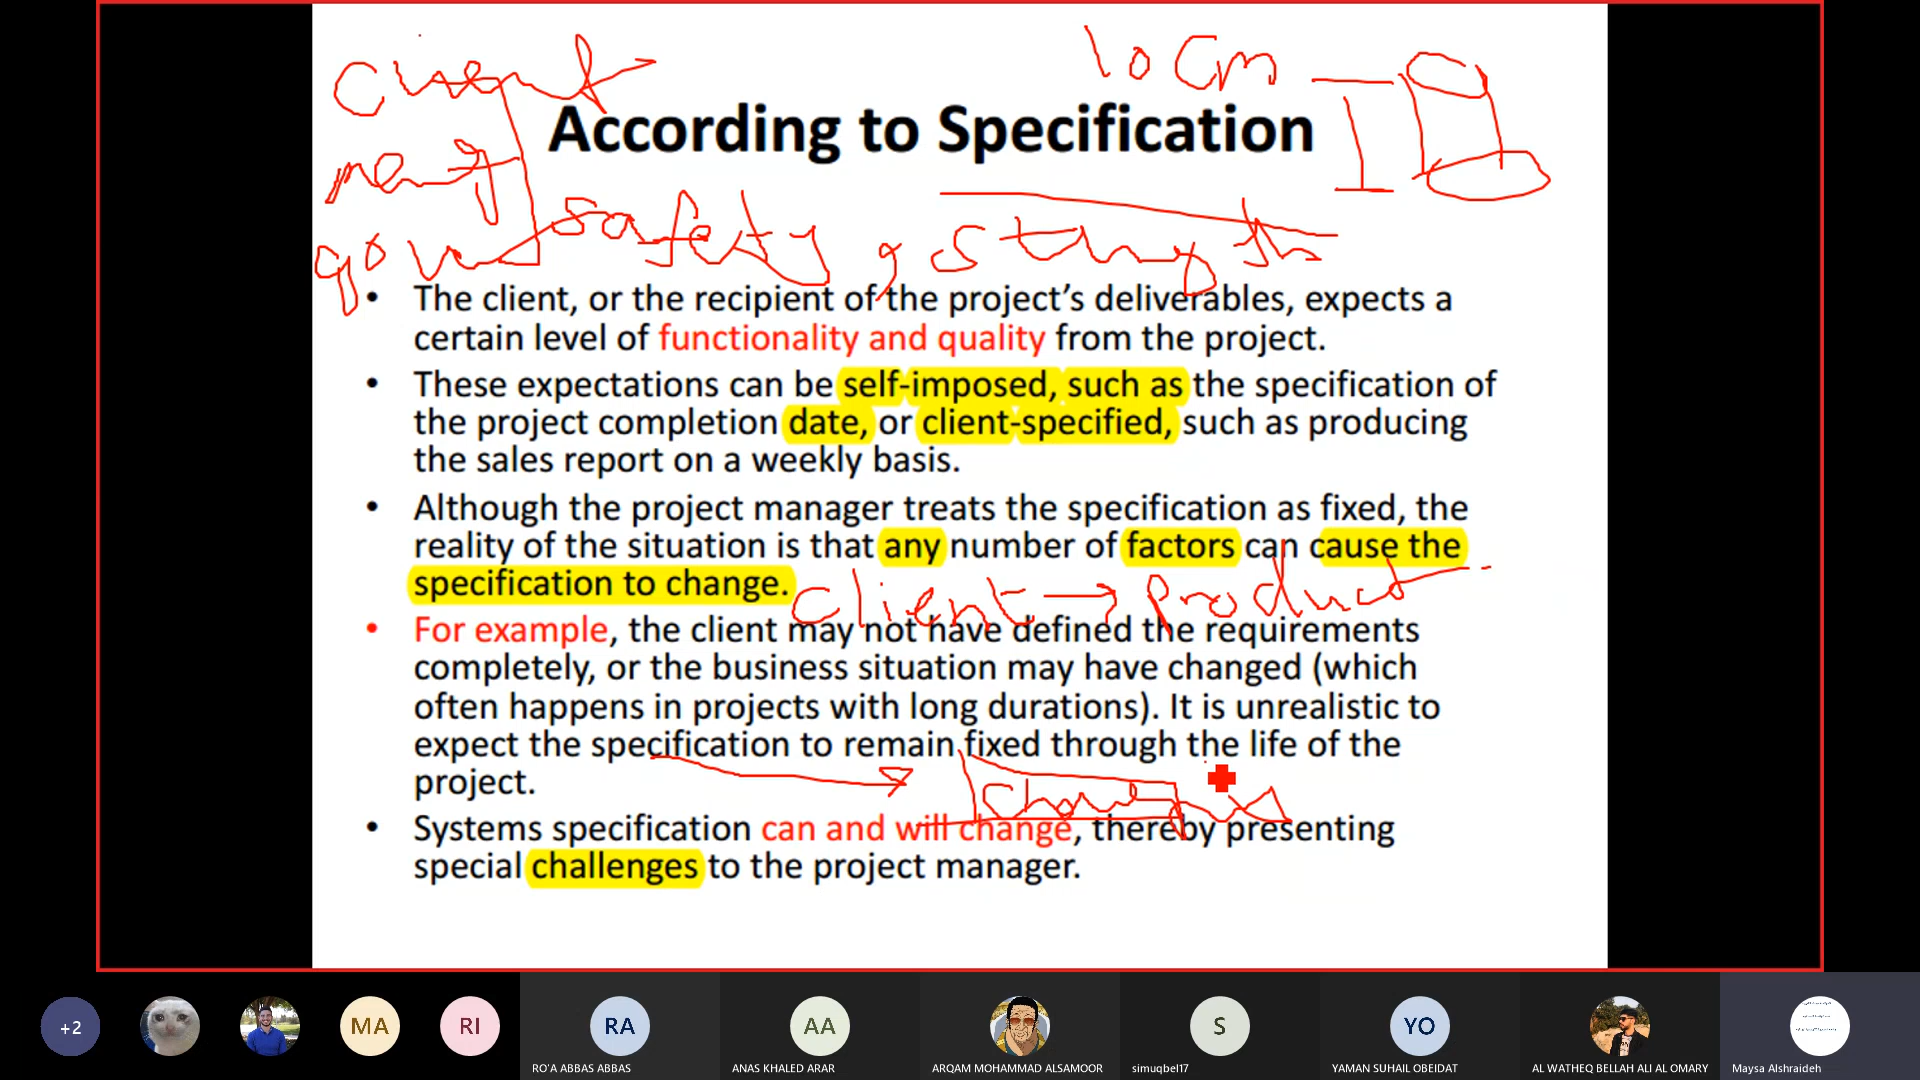 client
10 cm
According to Specification
safety, strength
• The client, or the recipient of the project's deliverables, expects a
certain level of functionality and quality from the project.
• These expectations can be self-imposed, such as the specification of
the project completion date, or client-specified, such as producing
the sales report on a weekly basis.
• Although the project manager treats the specification as fixed, the
reality of the situation is that any number of factors can cause the
specification to change.
client → product
• For example, the client may not have defined the requirements
completely, or the business situation may have changed (which
often happens in projects with long durations). It is unrealistic to
expect the specification to remain fixed through the life of the
project.
• Systems specification can and will change, thereby presenting
special challenges to the project manager.
+2
MA
RI
RA
AA
S
YO
RO'A ABBAS ABBAS
ANAS KHALED ARAR
ARQAM MOHAMMAD ALSAMOOR
simuqbel17
YAMAN SUHAIL OBEIDAT
AL WATHEQ BELLAH ALI AL OMARY
Maysa Alshraideh